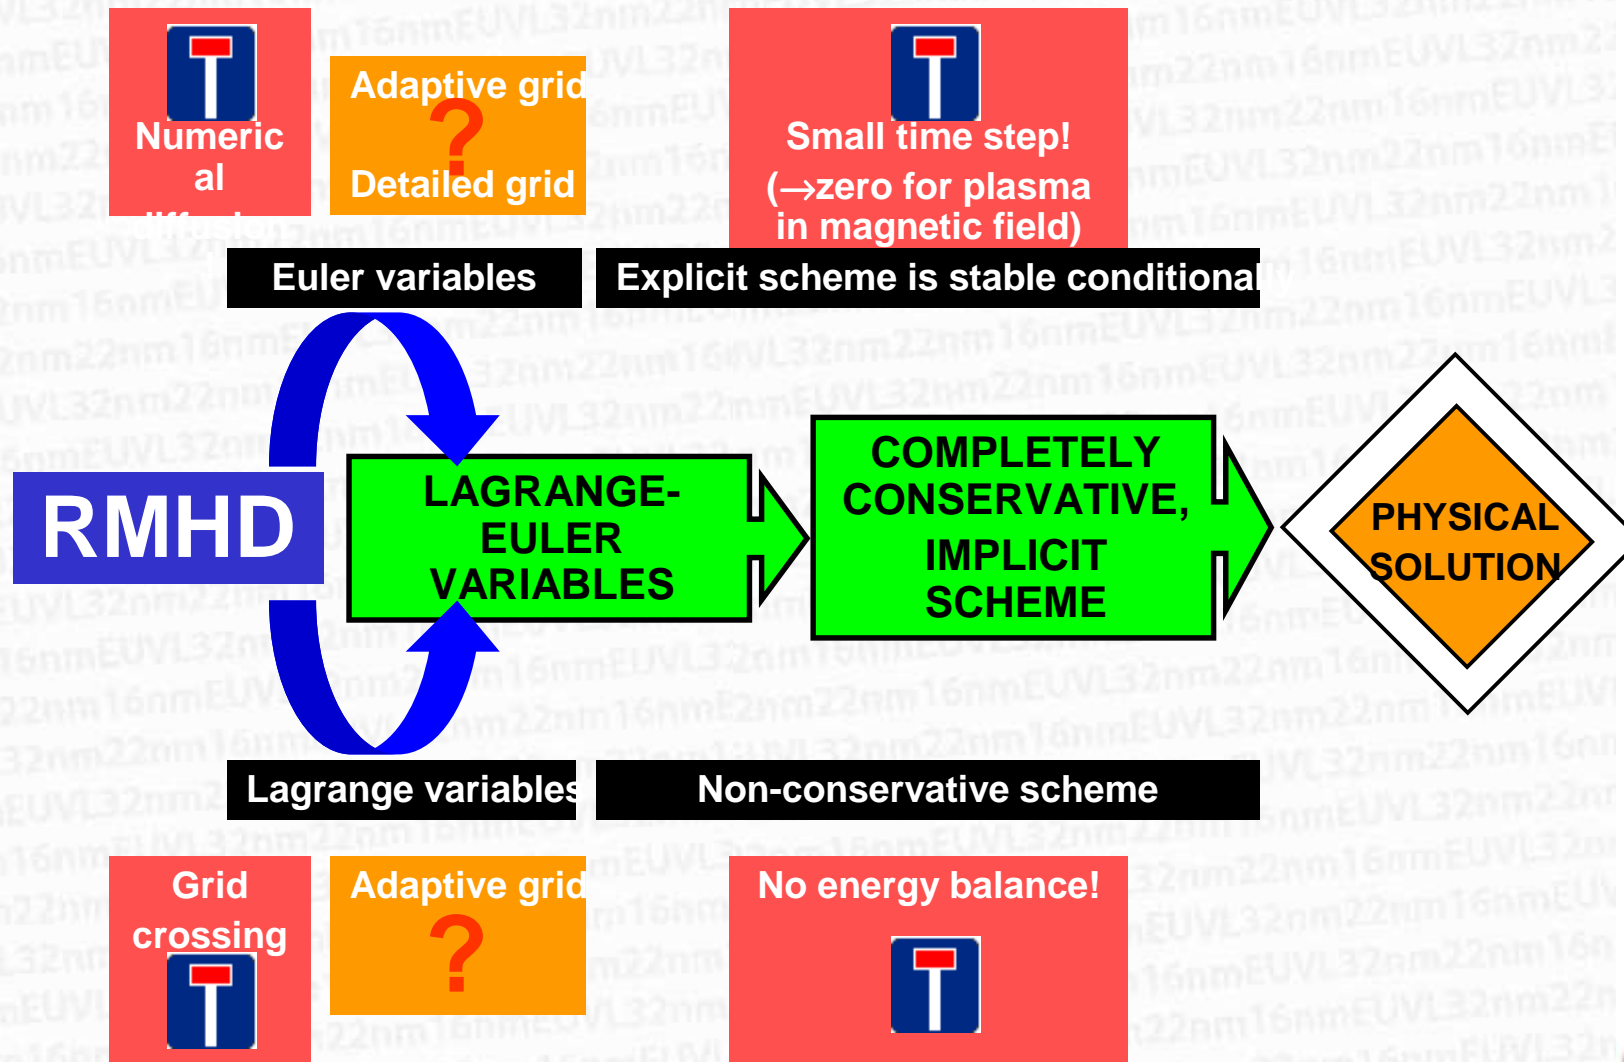 Numeric
al
diffusion
Adaptive grid
?
Detailed grid
Small time step!
(→zero for plasma
in magnetic field)
Euler variables
Explicit scheme is stable conditionally
RMHD
LAGRANGE-
EULER
VARIABLES
COMPLETELY
CONSERVATIVE,
IMPLICIT
SCHEME
PHYSICAL
SOLUTION
Lagrange variables
Non-conservative scheme
Grid
crossing
Adaptive grid
?
No energy balance!